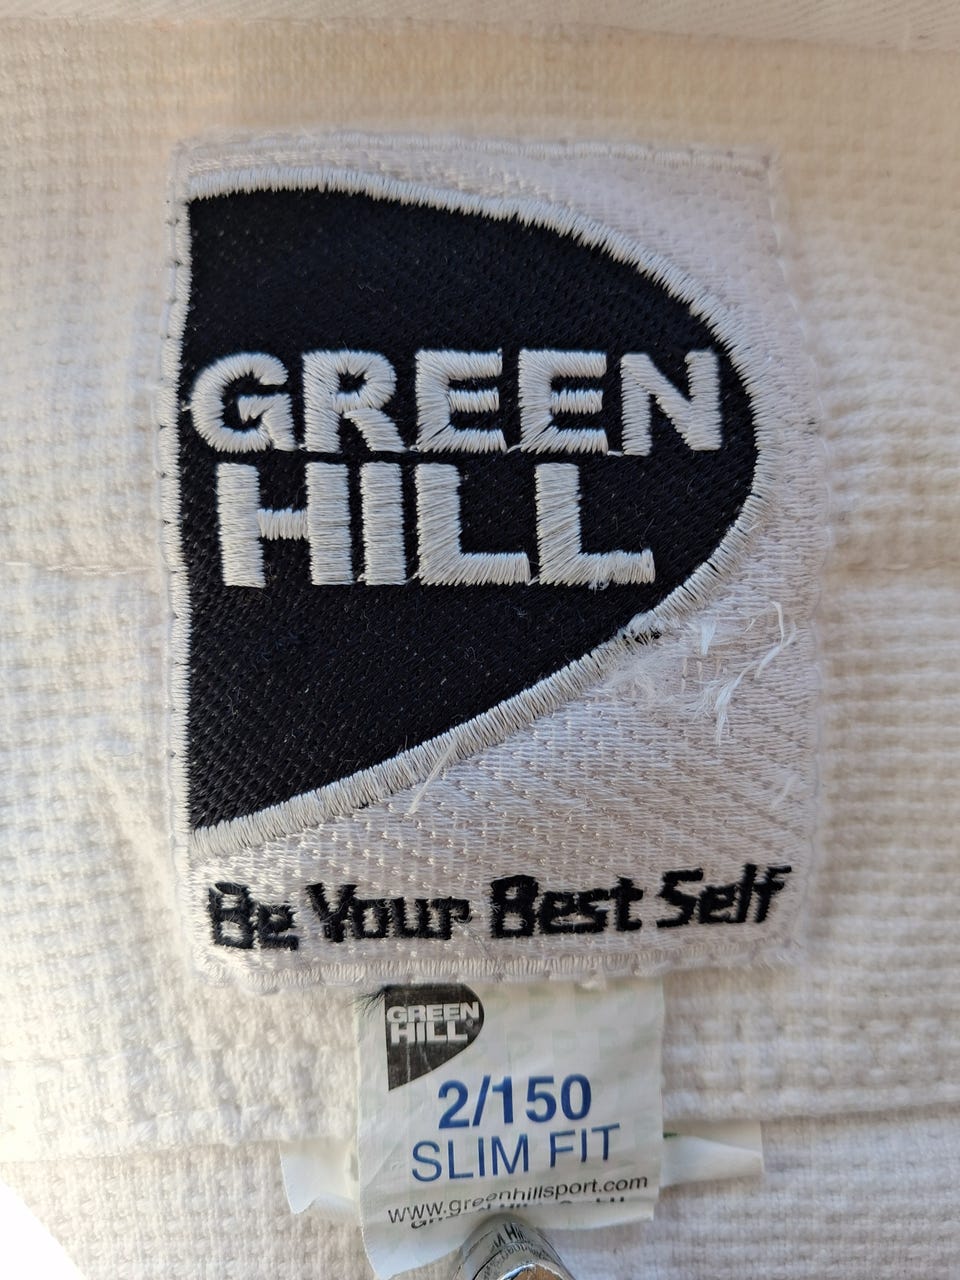 GREEN
HILL
Be Your Best Self
GREEN
HILL
2/150
SLIM FIT
www.greenhillsport.com